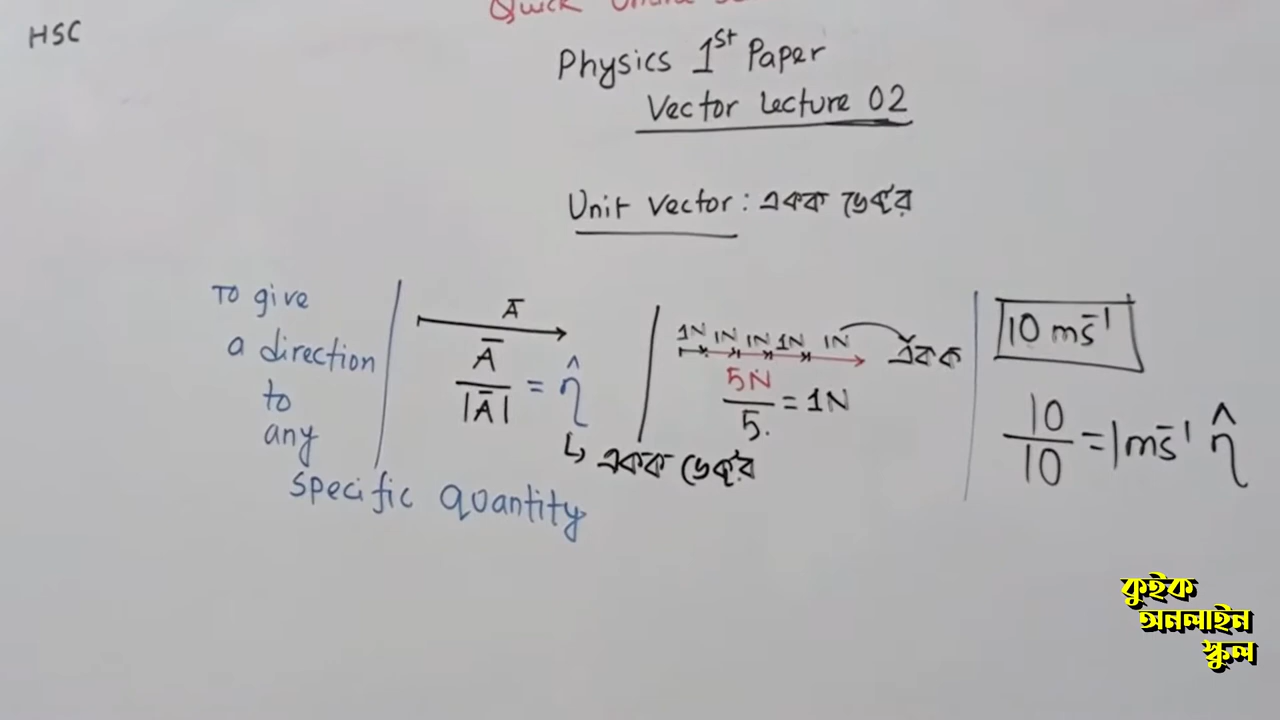 HSC
Quick
Physics 1st Paper
Vector Lecture 02
Unit Vector: একক ভেক্টর
To give
a direction
to
any
specific quantity
Ā
Ā / |Ā| = η̂
↳ একক ভেক্টর
1N 1N 1N 1N 1N
একক
5N / 5. = 1N
10 ms⁻¹
10 / 10 = 1 ms⁻¹ η̂
কুইক
অনলাইন
স্কুল